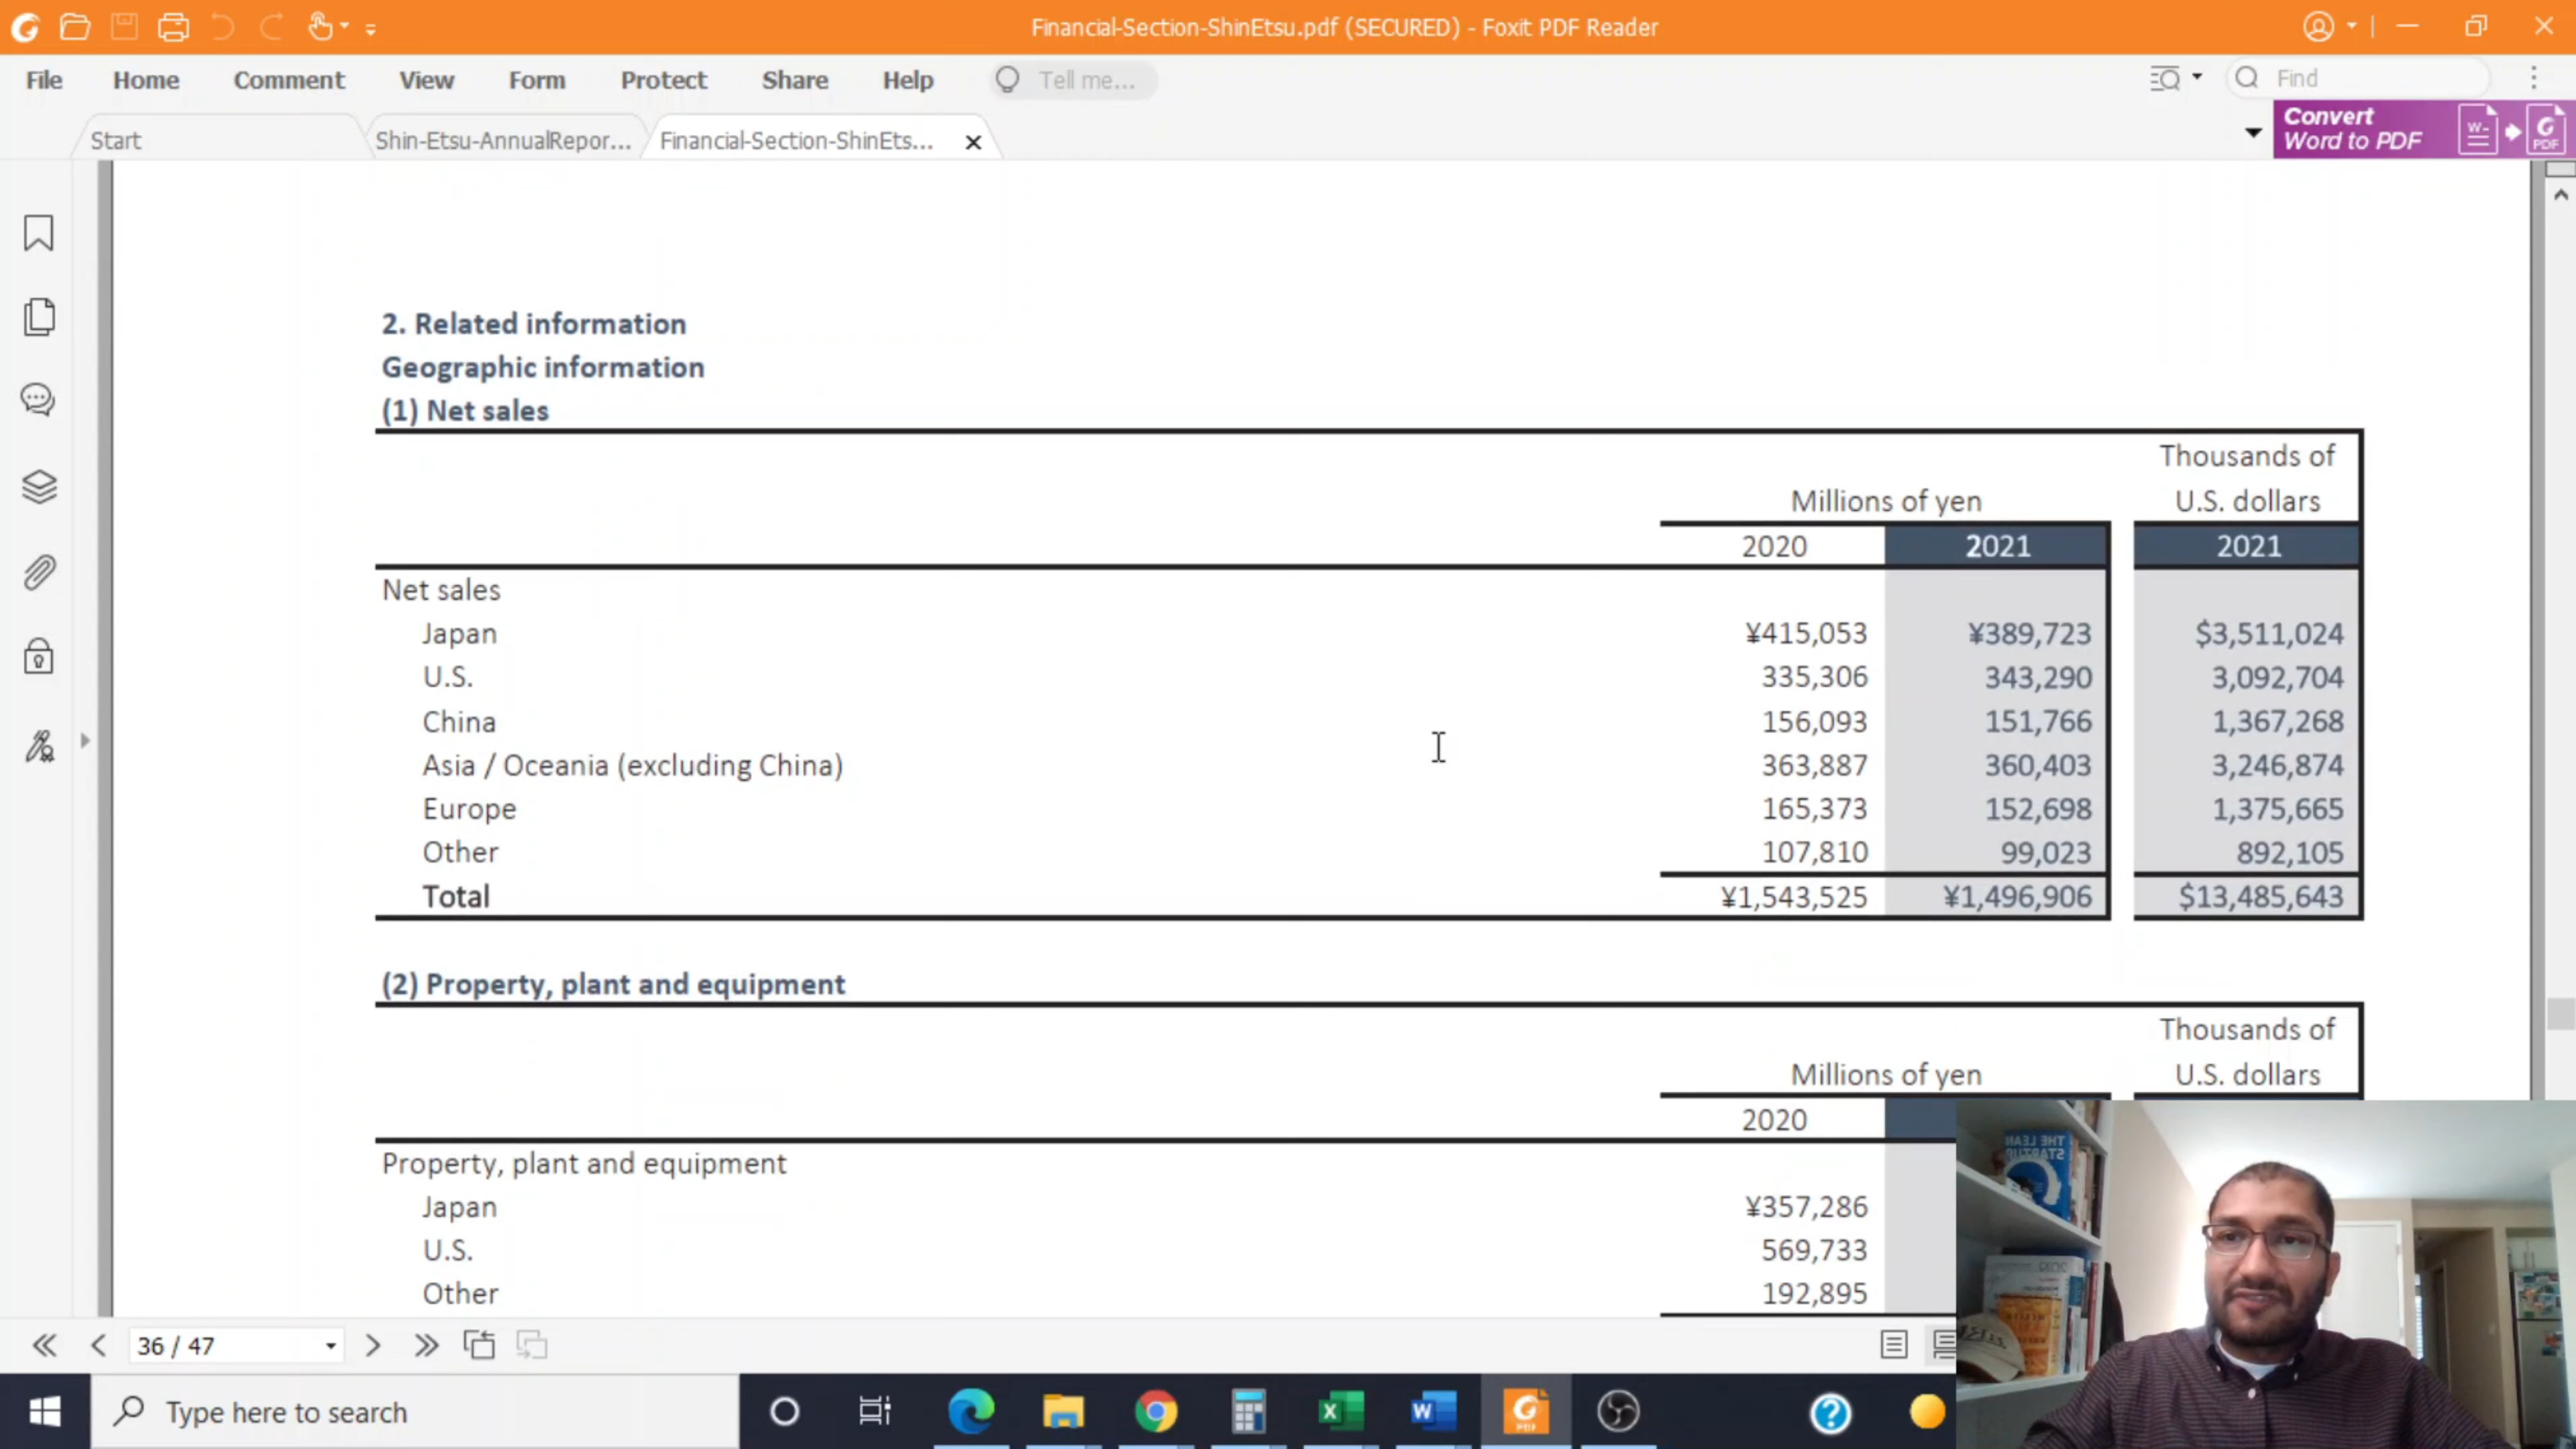 Financial-Section-ShinEtsu.pdf (SECURED) - Foxit PDF Reader
File Home Comment View Form Protect Share Help Tell me... Find
Start Shin-Etsu-AnnualRepor... Financial-Section-ShinEts...
Convert
Word to PDF
2. Related information
Geographic information
(1) Net sales
Thousands of
Millions of yen U.S. dollars
2020 2021 2021
Net sales
Japan ¥415,053 ¥389,723 $3,511,024
U.S. 335,306 343,290 3,092,704
China 156,093 151,766 1,367,268
Asia / Oceania (excluding China) 363,887 360,403 3,246,874
Europe 165,373 152,698 1,375,665
Other 107,810 99,023 892,105
Total ¥1,543,525 ¥1,496,906 $13,485,643
(2) Property, plant and equipment
Thousands of
Millions of yen U.S. dollars
2020
Property, plant and equipment
Japan ¥357,286
U.S. 569,733
Other 192,895
THE LEAN
STARTUP
36 / 47
Type here to search